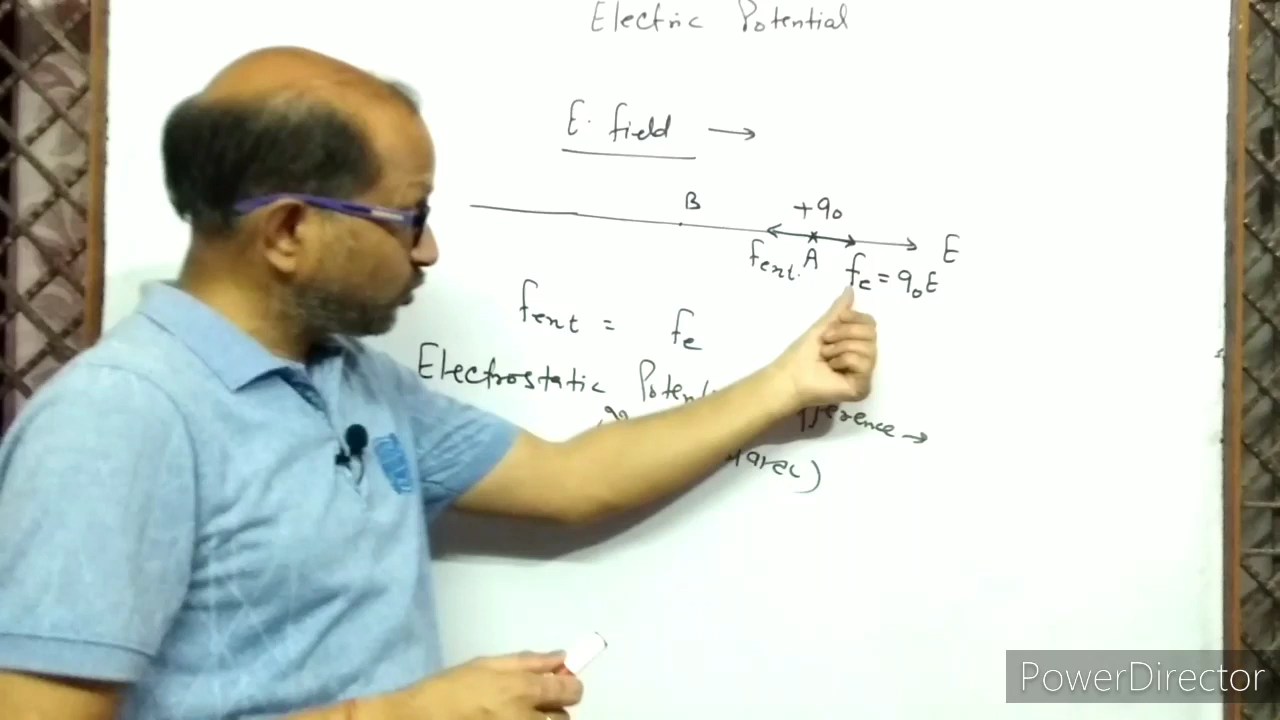 Electric Potential
E. field →
B
+q₀
E
fext.
A
fe = q₀E
fext = fe
Electrostatic
→
PowerDirector